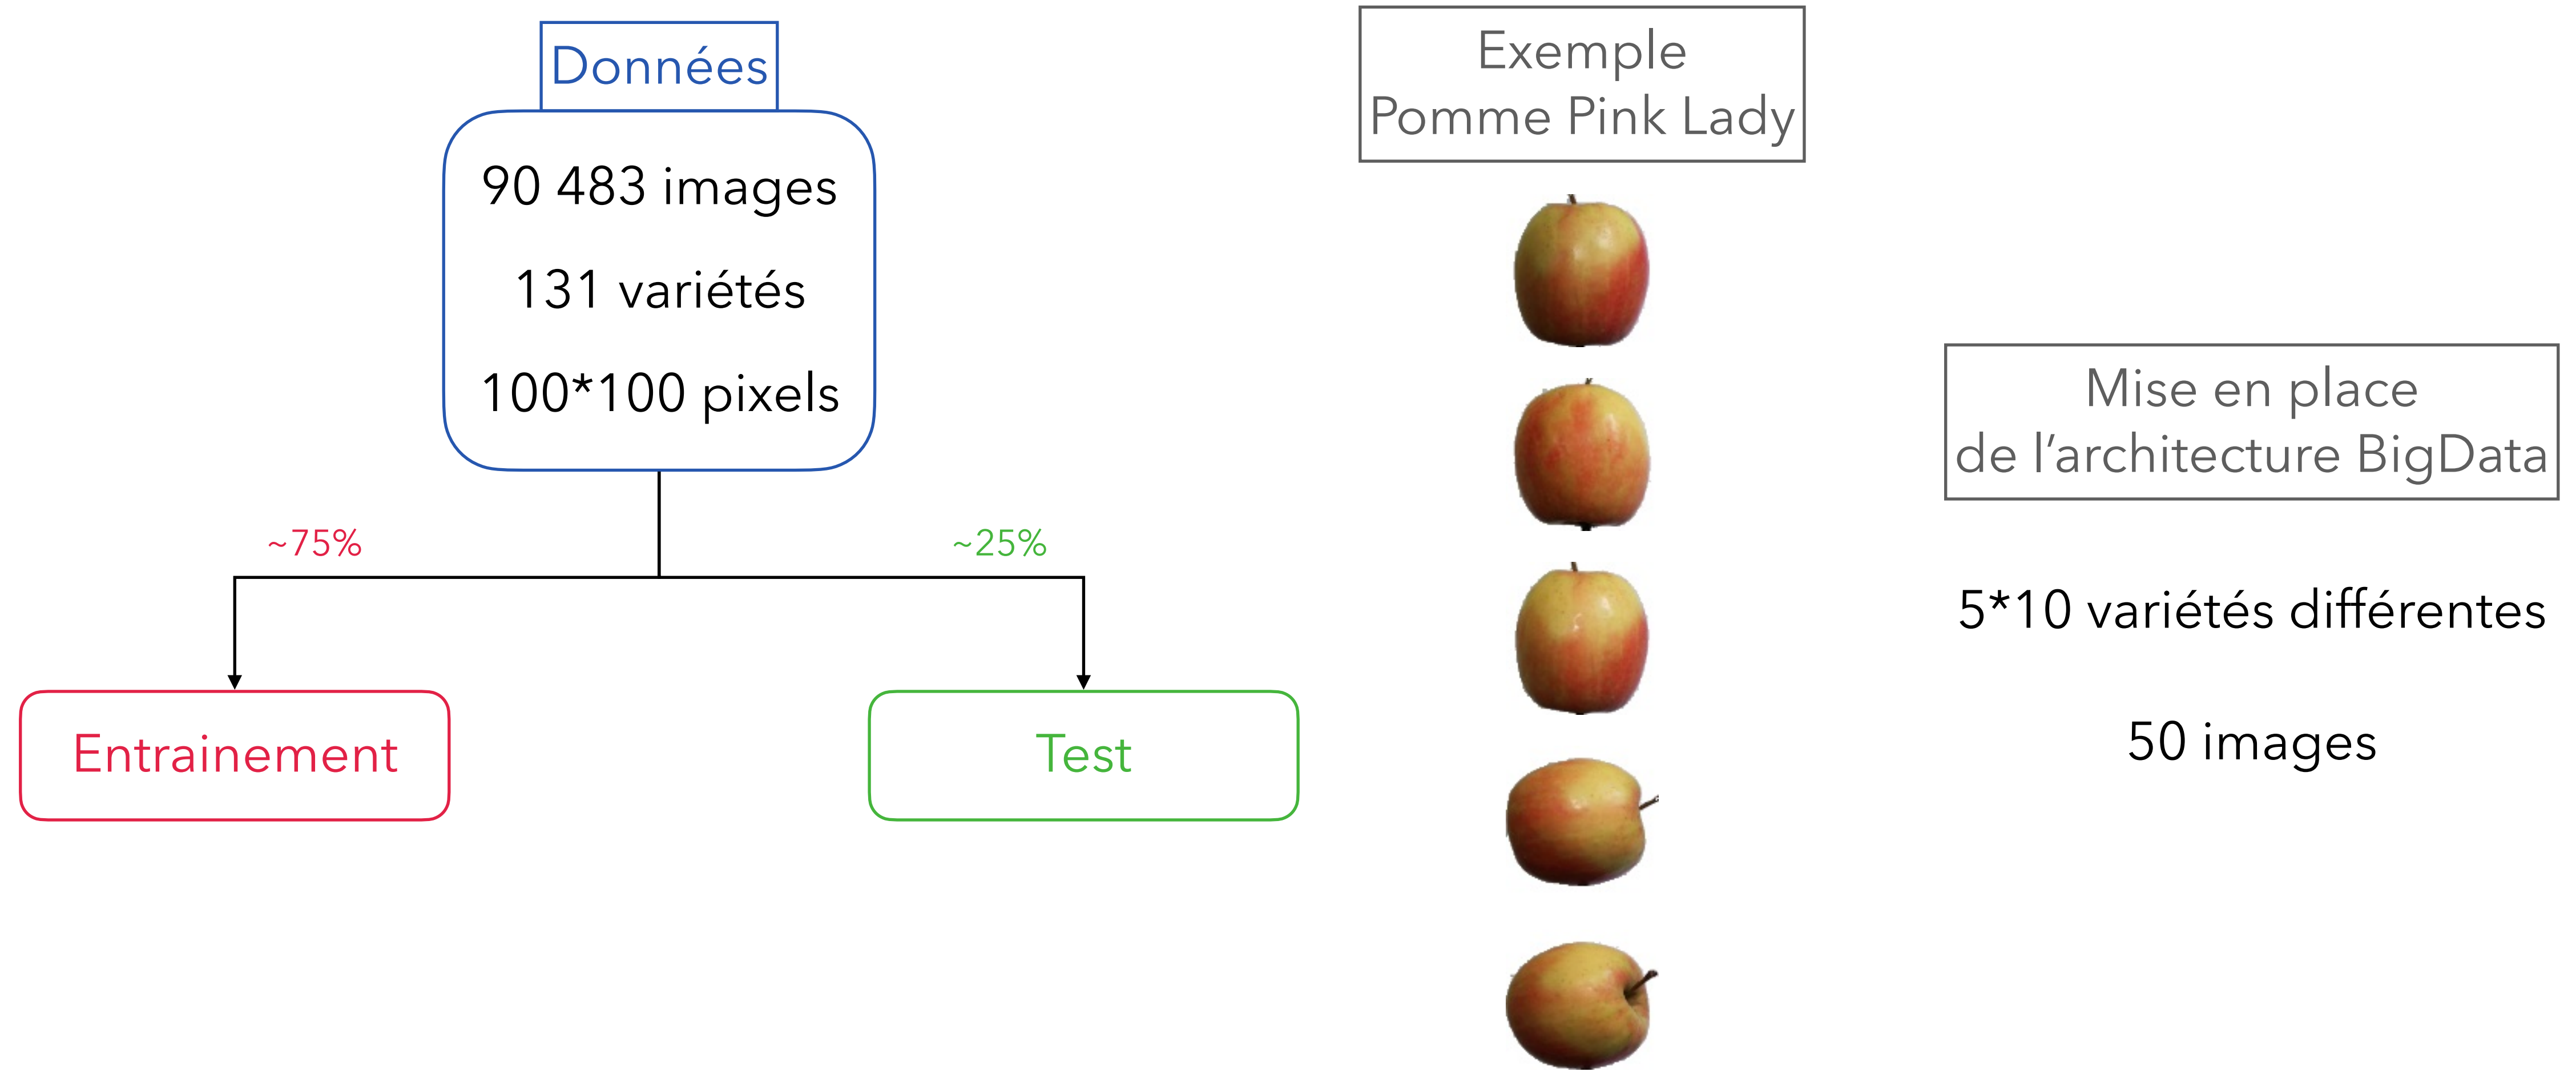 Données
90 483 images
131 variétés
100*100 pixels
~75%
~25%
Entrainement
Test
Exemple
Pomme Pink Lady
Mise en place
de l’architecture BigData
5*10 variétés différentes
50 images